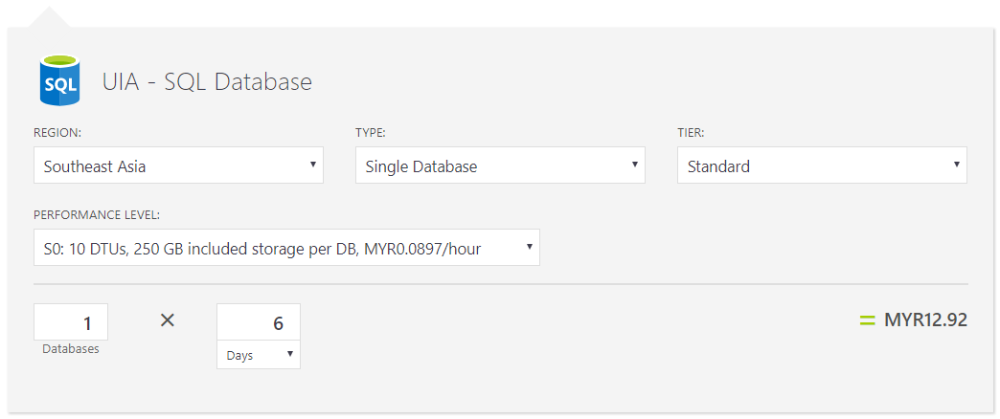 SQL
UIA - SQL Database
REGION:
TYPE:
TIER:
Southeast Asia
Single Database
Standard
PERFORMANCE LEVEL:
S0: 10 DTUs, 250 GB included storage per DB, MYR0.0897/hour
1 × 6 = MYR12.92
Databases
Days